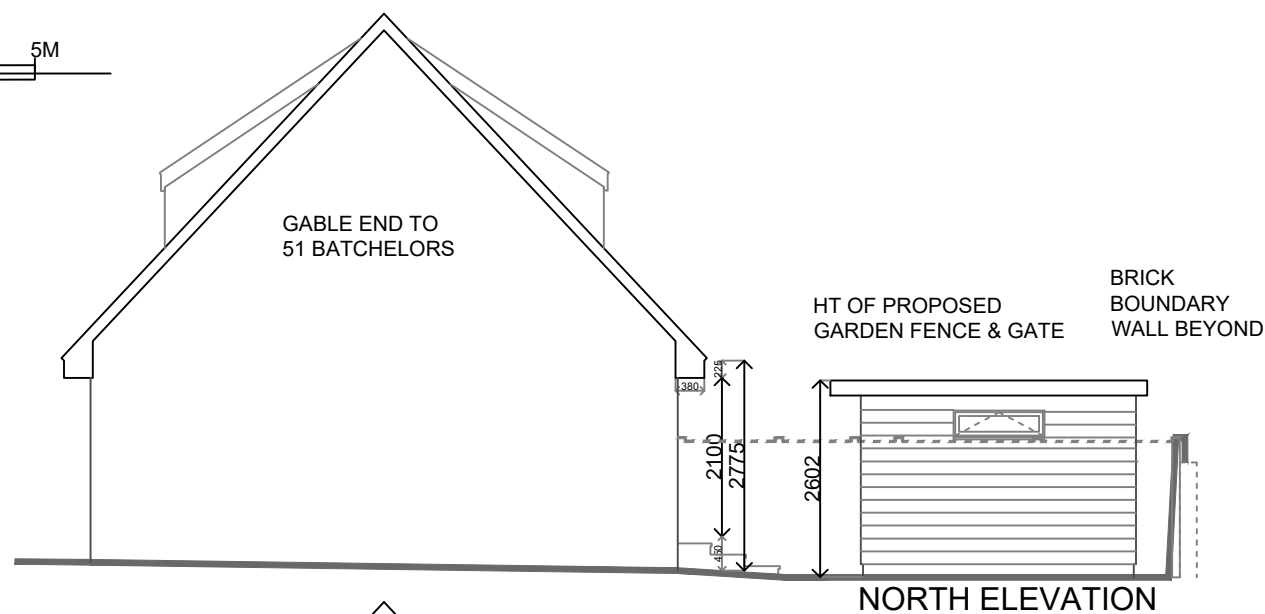 5M
GABLE END TO
51 BATCHELORS
HT OF PROPOSED
GARDEN FENCE & GATE
BRICK
BOUNDARY
WALL BEYOND
225
380
2100
2775
450
2602
NORTH ELEVATION